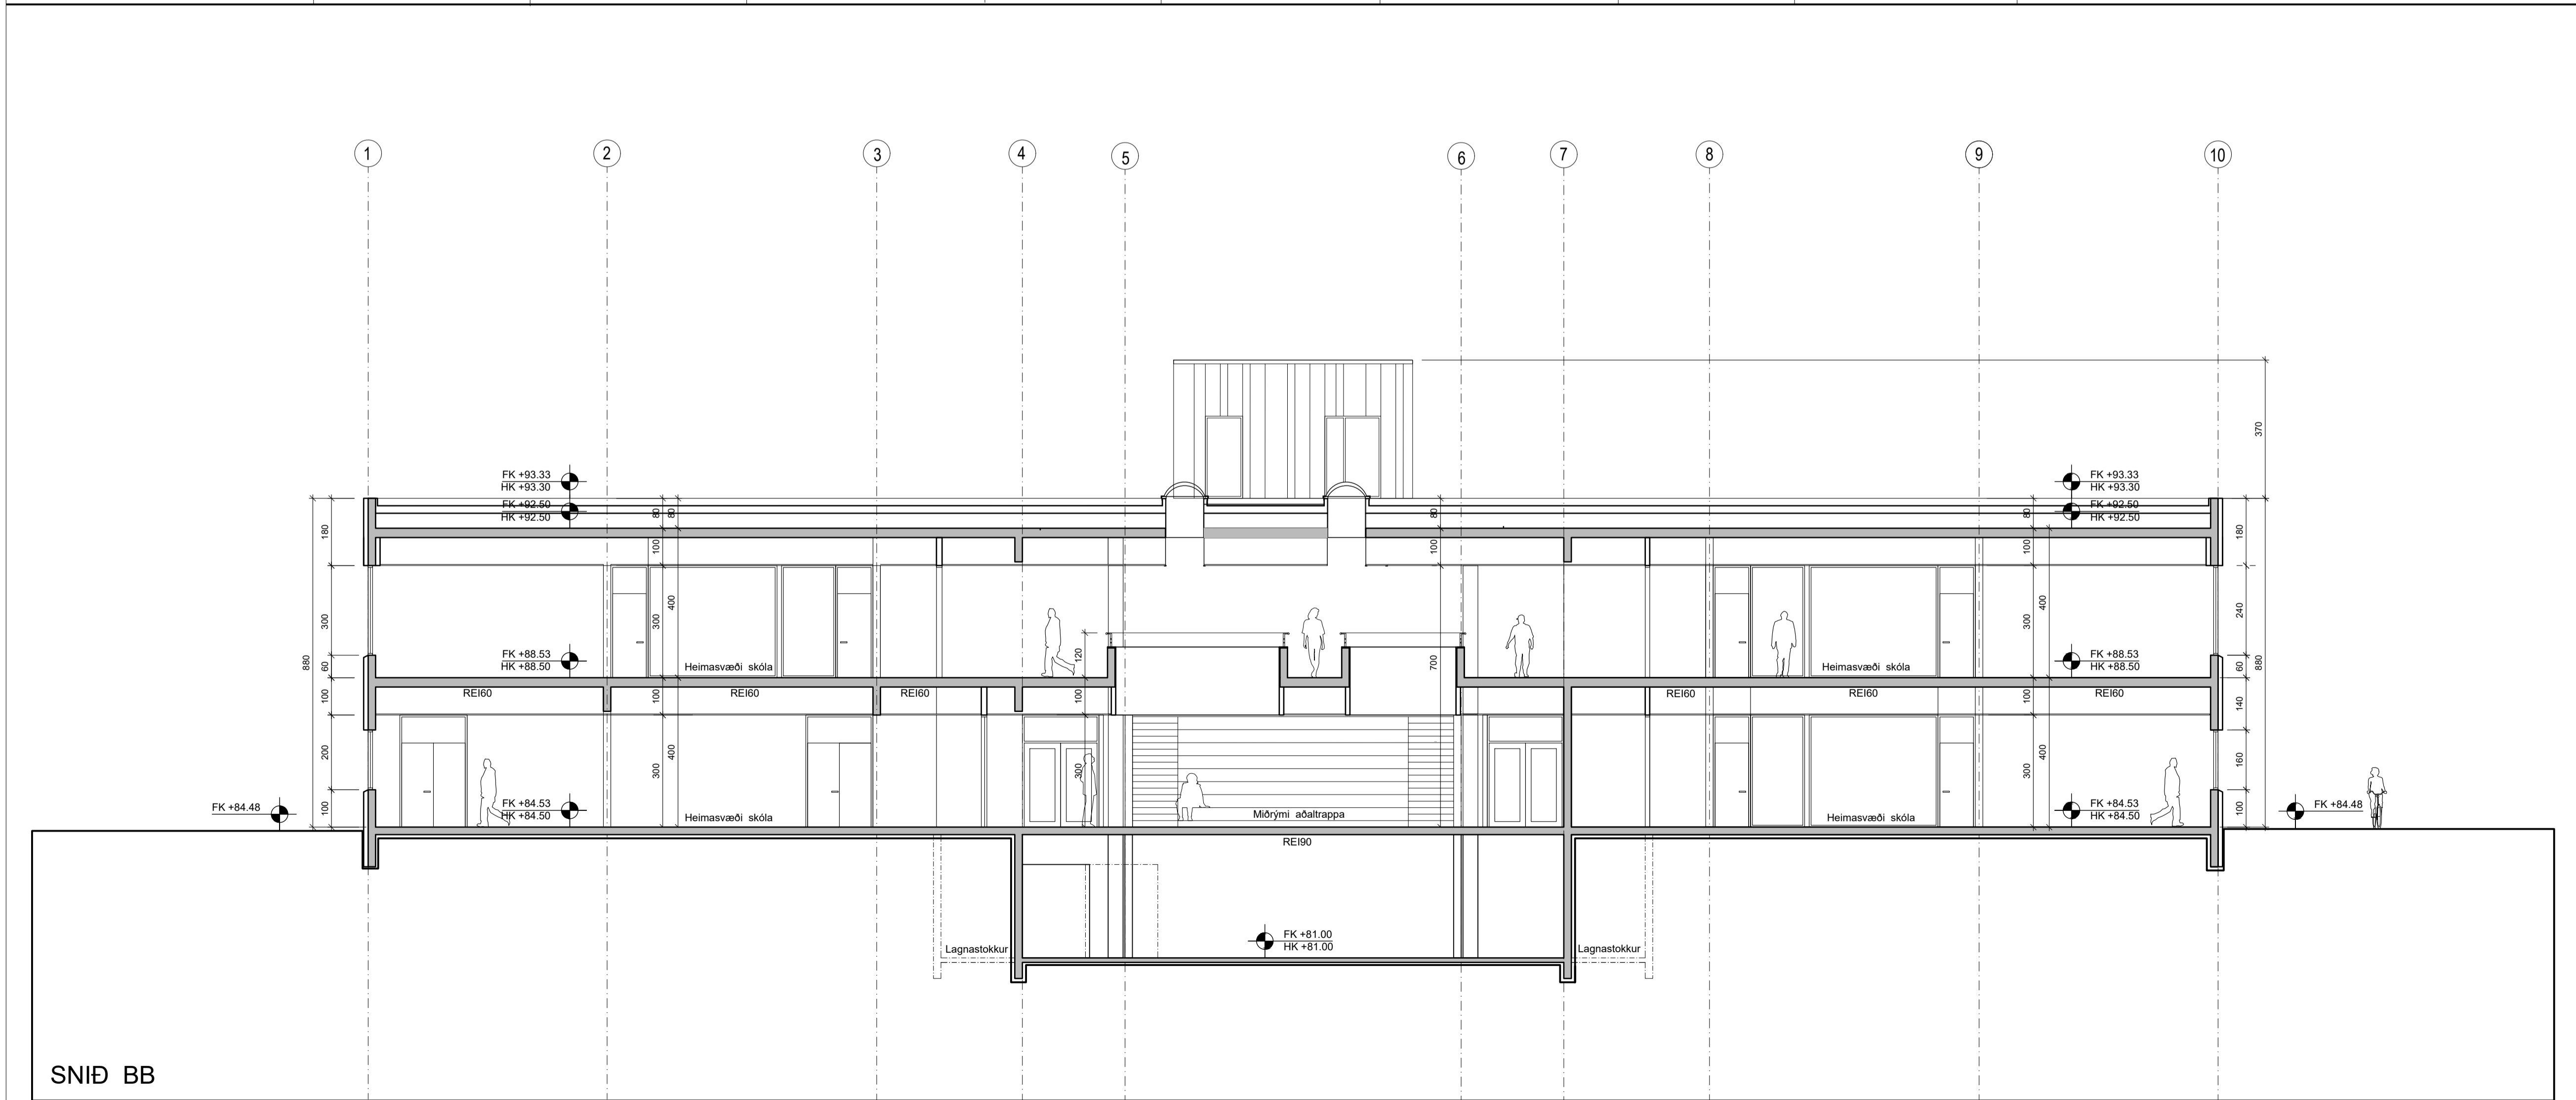 1 2 3 4 5 6 7 8 9 10
370
FK +93.33
HK +93.30
FK +93.33
HK +93.30
FK +92.50
HK +92.50
FK +92.50
HK +92.50
180 80 80 80 80 180
100 100 100
300 300 400 700 300 400 240
880 880
FK +88.53
HK +88.50
FK +88.53
HK +88.50
60 120 60
Heimasvæði skóla
Heimasvæði skóla
REI60 REI60 REI60 REI60 REI60 REI60
100 100 100 100 140
200 300 400 300 300 400 160
100 100
FK +84.48
FK +84.53
HK +84.50
FK +84.53
HK +84.50
FK +84.48
Heimasvæði skóla
Miðrými aðaltrappa
Heimasvæði skóla
REI90
FK +81.00
HK +81.00
Lagnastokkur
Lagnastokkur
SNIÐ BB